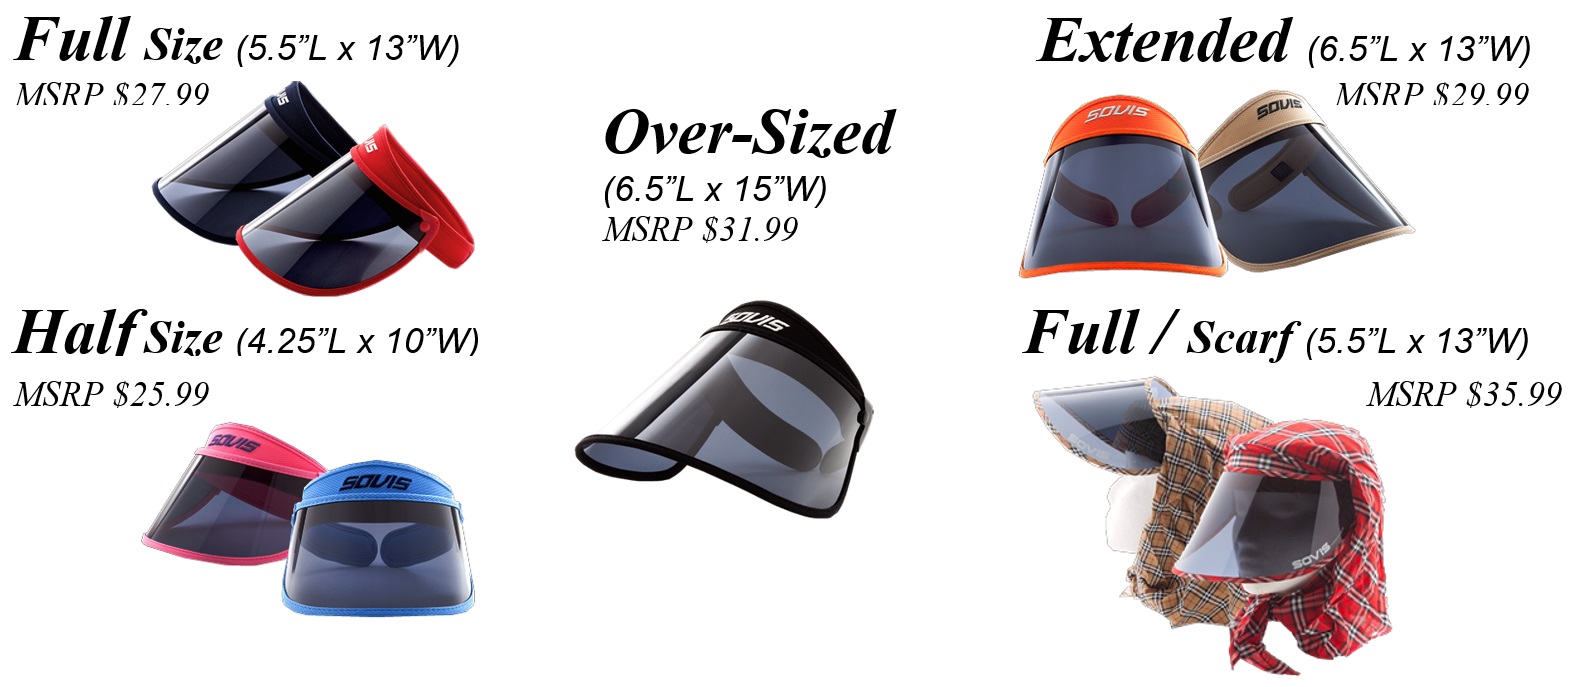 Full Size (5.5”L x 13”W)
MSRP $27.99
Extended (6.5”L x 13”W)
MSRP $29.99
Over-Sized
(6.5”L x 15”W)
MSRP $31.99
Half Size (4.25”L x 10”W)
MSRP $25.99
Full / Scarf (5.5”L x 13”W)
MSRP $35.99
SOVIS
SOVIS
SOVIS
SOVIS
SOVIS
SOVIS
SOVIS